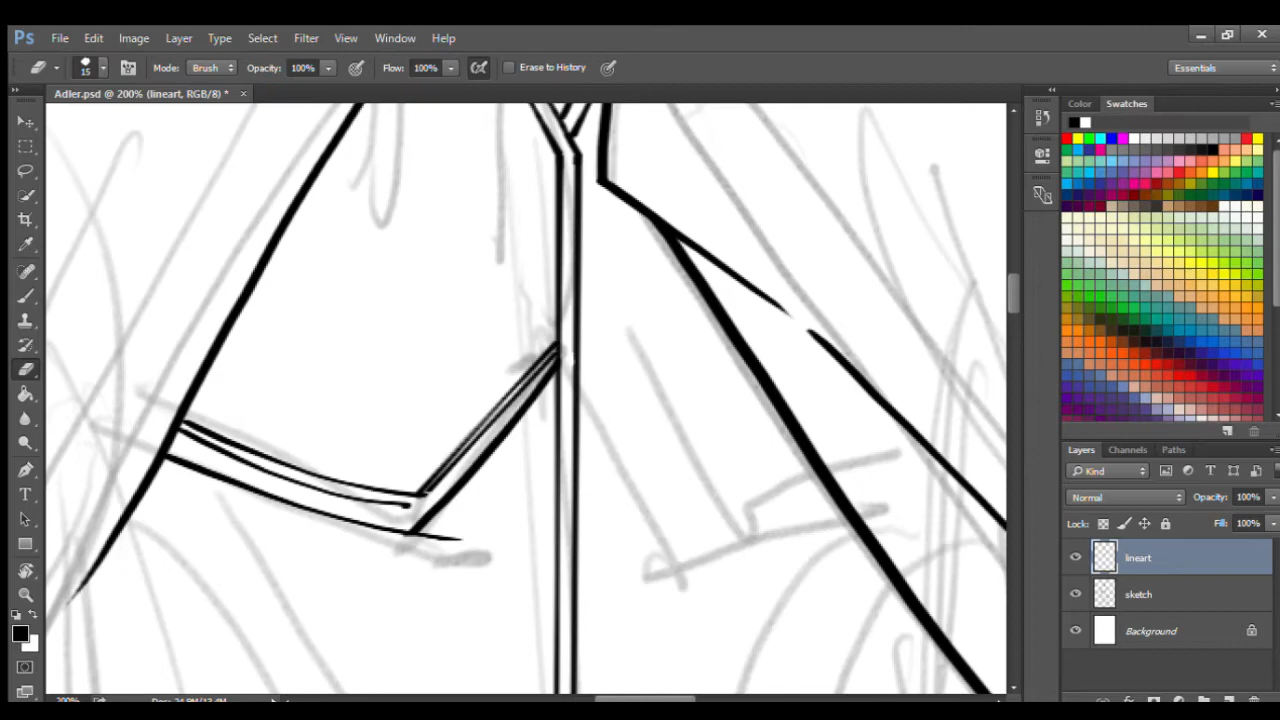 Ps File Edit Image Layer Type Select Filter View Window Help
15 Mode: Brush Opacity: 100% Flow: 100% Erase to History Essentials
Adler.psd @ 200% (lineart, RGB/8) * ×
Color Swatches
Layers Channels Paths
Kind
Normal Opacity: 100%
Lock: Fill: 100%
lineart
sketch
Background
200%